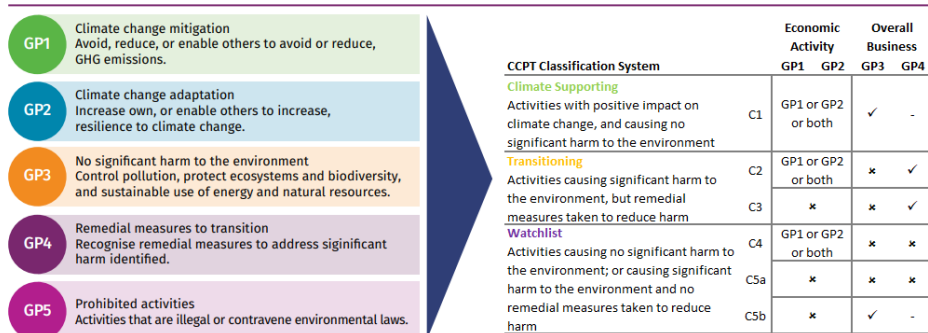 GP1
Climate change mitigation
Avoid, reduce, or enable others to avoid or reduce,
GHG emissions.
GP2
Climate change adaptation
Increase own, or enable others to increase,
resilience to climate change.
GP3
No significant harm to the environment
Control pollution, protect ecosystems and biodiversity,
and sustainable use of energy and natural resources.
GP4
Remedial measures to transition
Recognise remedial measures to address siginificant
harm identified.
GP5
Prohibited activities
Activities that are illegal or contravene environmental laws.
Economic Overall
Activity Business
CCPT Classification System GP1 GP2 GP3 GP4
Climate Supporting
Activities with positive impact on
climate change, and causing no
significant harm to the environment
C1 GP1 or GP2
or both ✓ -
Transitioning
Activities causing significant harm to
the environment, but remedial
measures taken to reduce harm
C2 GP1 or GP2
or both × ✓
C3 × × ✓
Watchlist
Activities causing no significant harm to
the environment; or causing significant
harm to the environment and no
remedial measures taken to reduce
harm
C4 GP1 or GP2
or both × ×
C5a × × ×
C5b × ✓ -